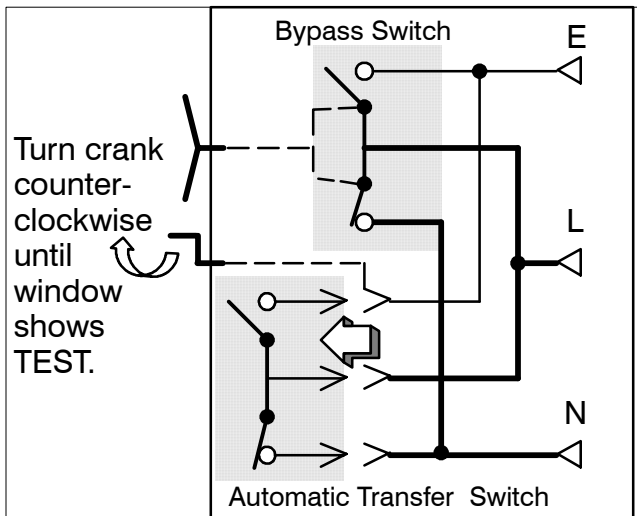 Bypass Switch
E
Turn crank
counter-
clockwise
until
window
shows
TEST.
L
N
Automatic Transfer Switch